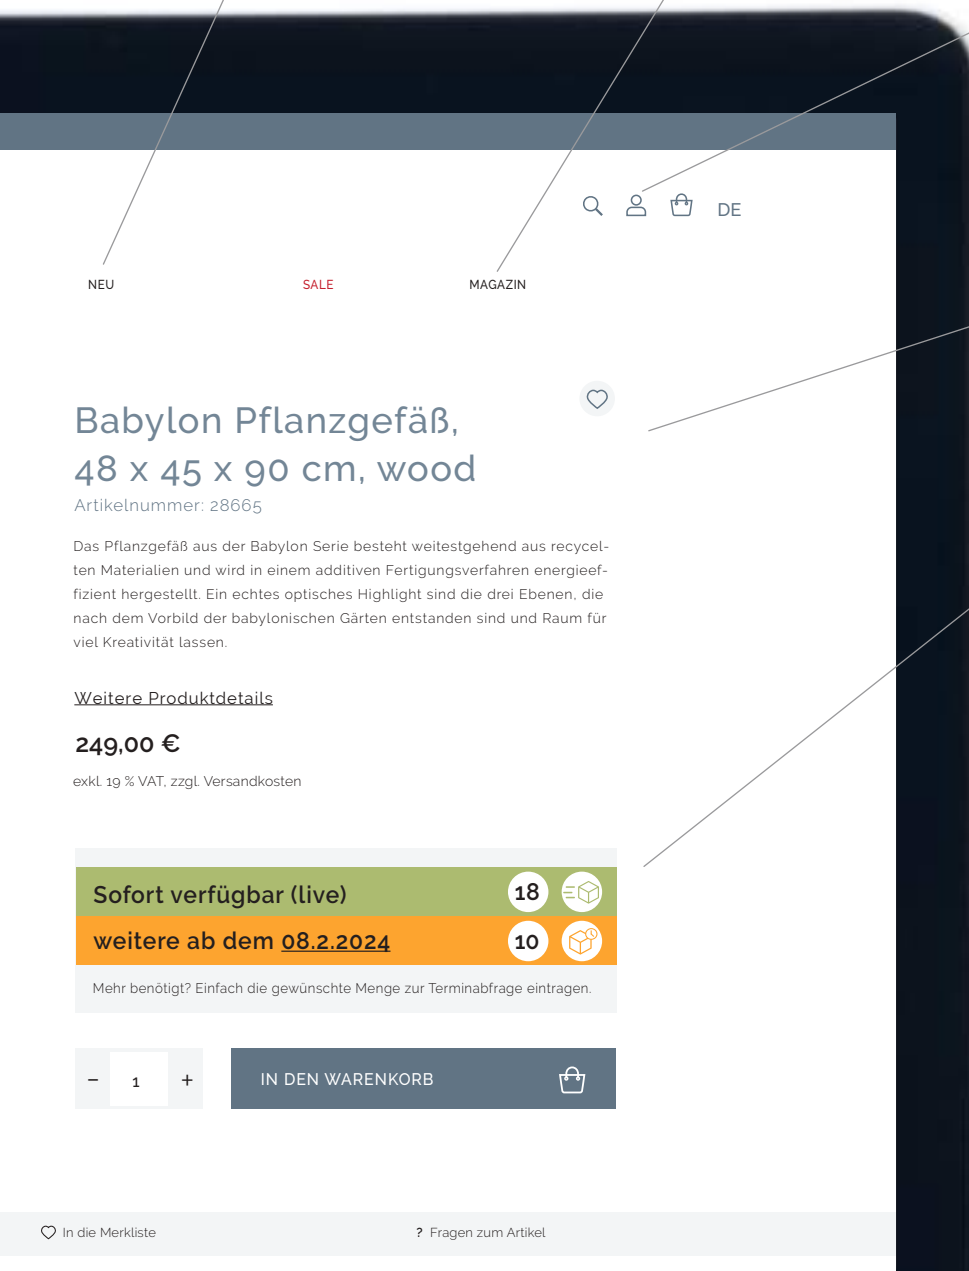 DE
NEU
SALE
MAGAZIN
Babylon Pflanzgefäß,
48 x 45 x 90 cm, wood
Artikelnummer: 28665
Das Pflanzgefäß aus der Babylon Serie besteht weitestgehend aus recycel-
ten Materialien und wird in einem additiven Fertigungsverfahren energieef-
fizient hergestellt. Ein echtes optisches Highlight sind die drei Ebenen, die
nach dem Vorbild der babylonischen Gärten entstanden sind und Raum für
viel Kreativität lassen.
Weitere Produktdetails
249,00 €
exkl. 19 % VAT, zzgl. Versandkosten
Sofort verfügbar (live) 18
weitere ab dem 08.2.2024 10
Mehr benötigt? Einfach die gewünschte Menge zur Terminabfrage eintragen.
− 1 +
IN DEN WARENKORB
In die Merkliste
? Fragen zum Artikel